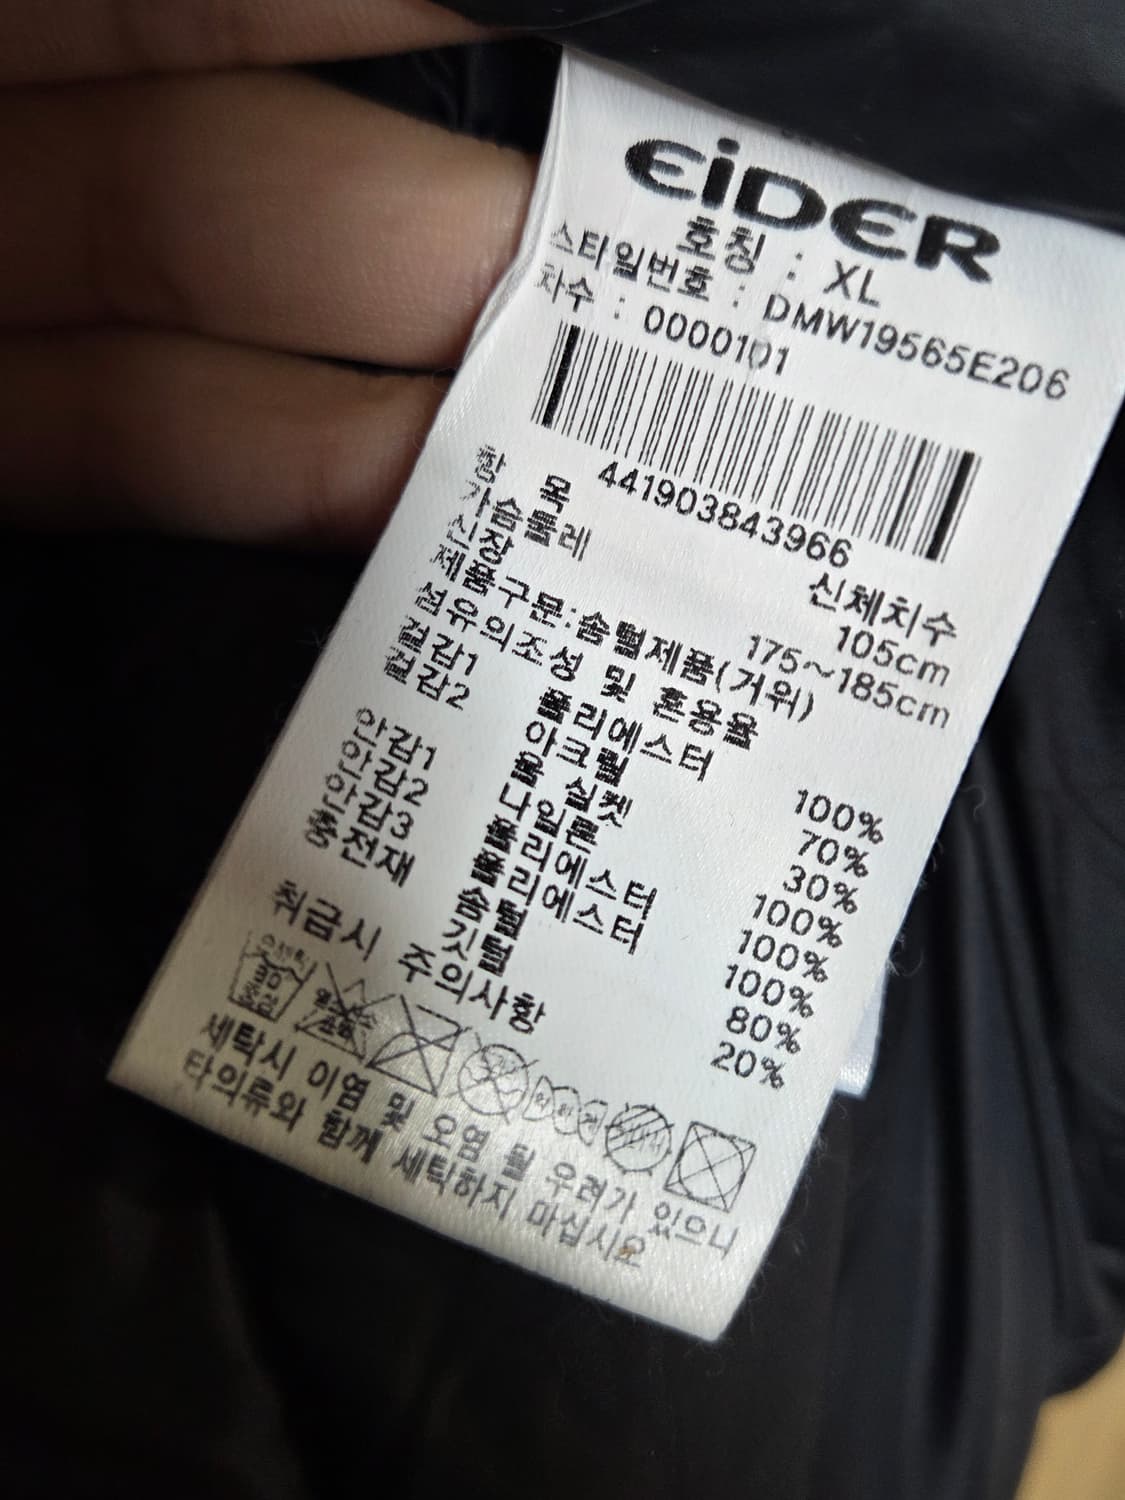 EiDER
호칭 : XL
스타일번호 : DMW19565E206
차수 : 0000101
441903843966
항 목 신체치수
가슴둘레 105cm
신장 175~185cm
제품구분:솜털제품(거위)
섬유의조성 및 혼용율
겉감1 폴리에스터 100%
겉감2 아크릴 70%
30%
안감1 나일론 100%
안감2 폴리에스터 100%
안감3 폴리에스터 100%
충전재 솜털 80%
깃털 20%
취급시 주의사항
세탁시 이염 및 오염 될 우려가 있으니
타의류와 함께 세탁하지 마십시오